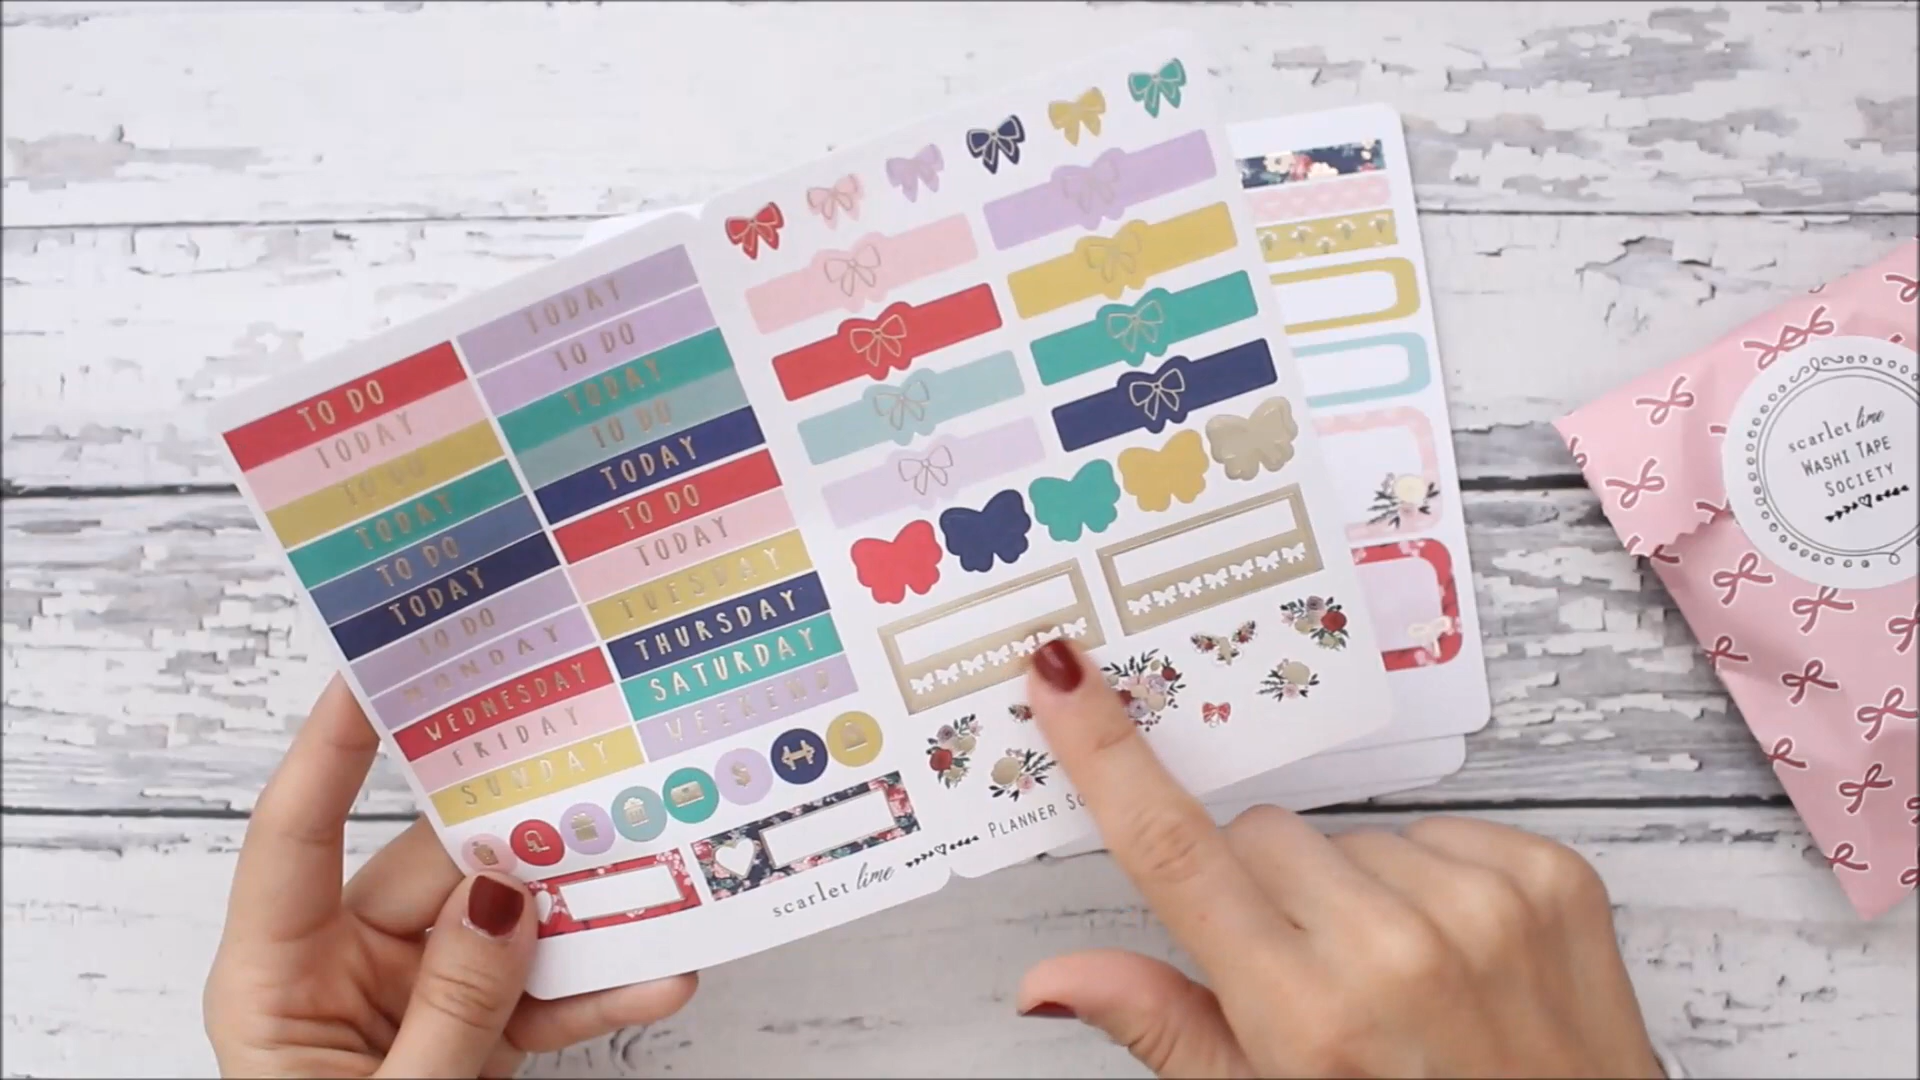 TO DO
TODAY
TO DO
TODAY
TO DO
TODAY
TO DO
MONDAY
WEDNESDAY
FRIDAY
SUNDAY
TODAY
TO DO
TODAY
TO DO
TODAY
TO DO
TODAY
TUESDAY
THURSDAY
SATURDAY
WEEKEND
$
scarlet lime
PLANNER
scarlet lime
WASHI TAPE
SOCIETY